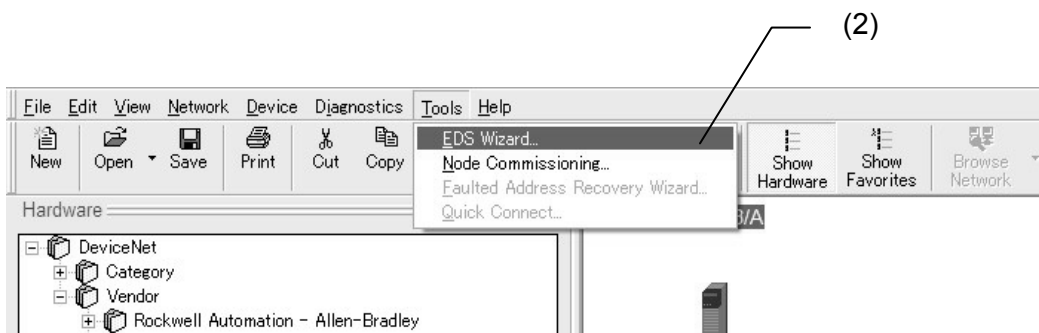 (2)
File Edit View Network Device Diagnostics Tools Help
New Open Save Print Cut Copy Show Hardware Show Favorites Browse Network
EDS Wizard...
Node Commissioning...
Faulted Address Recovery Wizard...
Quick Connect...
Hardware
/A
DeviceNet
Category
Vendor
Rockwell Automation - Allen-Bradley